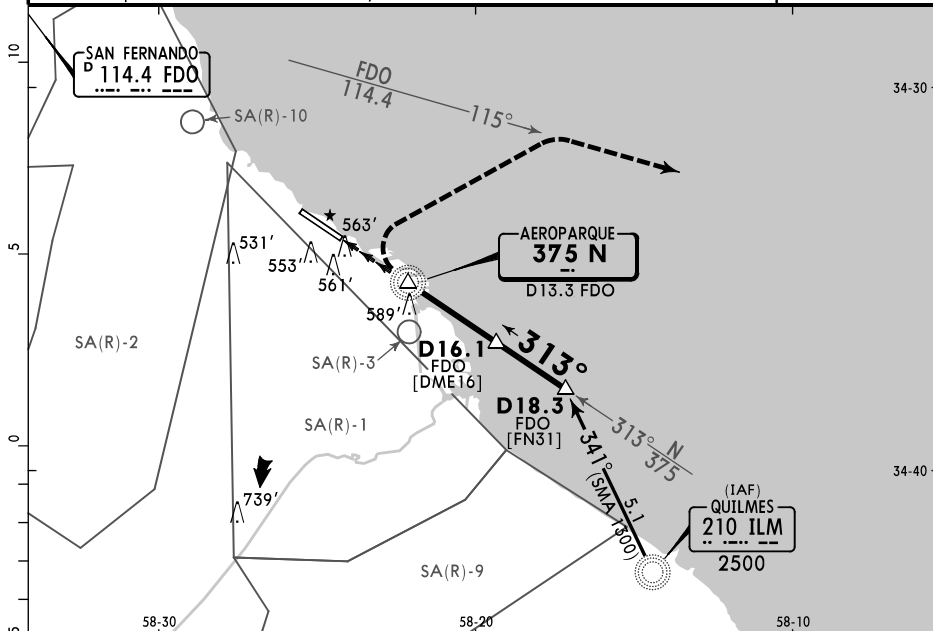 10
SAN FERNANDO
D 114.4 FDO
SA(R)-10
FDO
114.4
115°
34-30
5
531'
553'
563'
561'
589'
AEROPARQUE
375 N
D13.3 FDO
SA(R)-2
SA(R)-3
D16.1
FDO
[DME16]
313°
D18.3
FDO
[FN31]
SA(R)-1
313° N
375
0
341°
(SMA 1300)
5.1
34-40
739'
(IAF)
QUILMES
210 ILM
2500
SA(R)-9
5
58-30
58-20
58-10